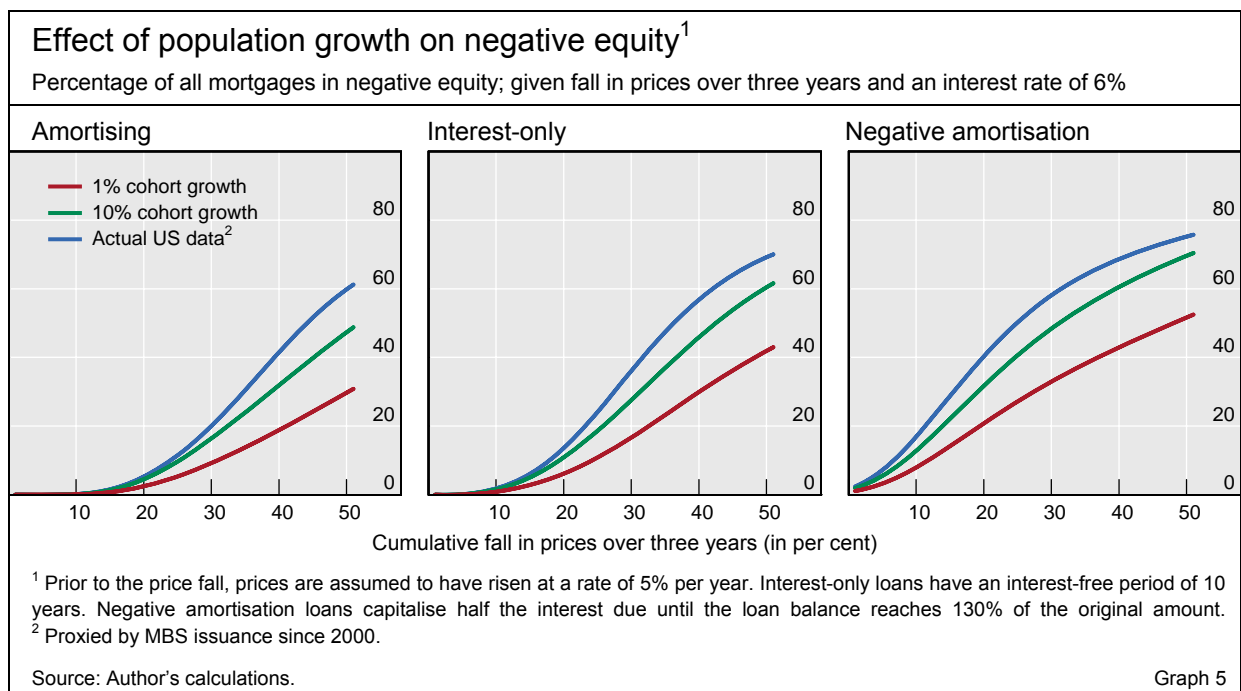 Effect of population growth on negative equity1
Percentage of all mortgages in negative equity; given fall in prices over three years and an interest rate of 6%
Amortising
Interest-only
Negative amortisation
1% cohort growth
10% cohort growth
Actual US data2
80
60
40
20
0
10 20 30 40 50
80
60
40
20
0
10 20 30 40 50
80
60
40
20
0
10 20 30 40 50
Cumulative fall in prices over three years (in per cent)
1 Prior to the price fall, prices are assumed to have risen at a rate of 5% per year. Interest-only loans have an interest-free period of 10
years. Negative amortisation loans capitalise half the interest due until the loan balance reaches 130% of the original amount.
2 Proxied by MBS issuance since 2000.
Source: Author's calculations.
Graph 5